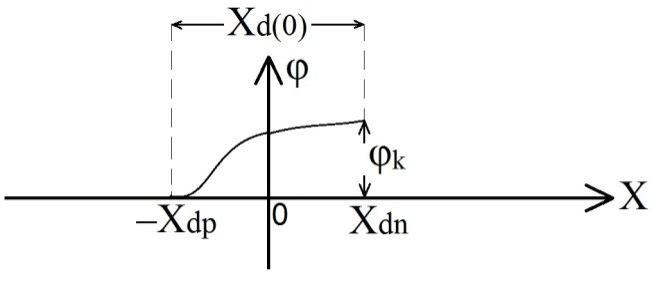 Xd(0)
φ
φk
X
–Xdp
0
Xdn